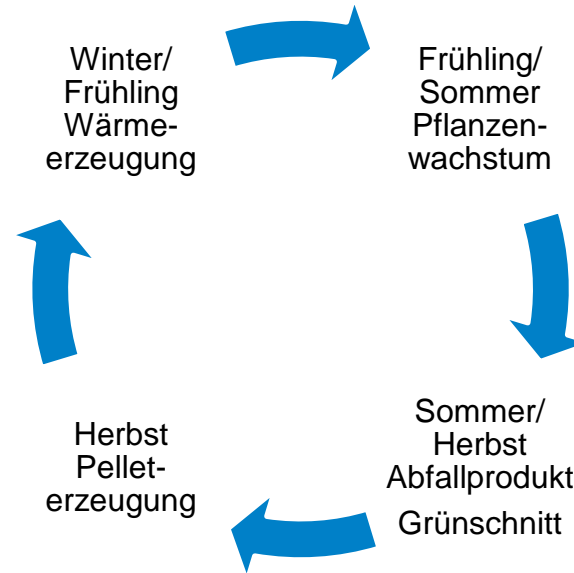 Winter/
Frühling
Wärme-
erzeugung
Frühling/
Sommer
Pflanzen-
wachstum
Sommer/
Herbst
Abfallprodukt
Grünschnitt
Herbst
Pellet-
erzeugung